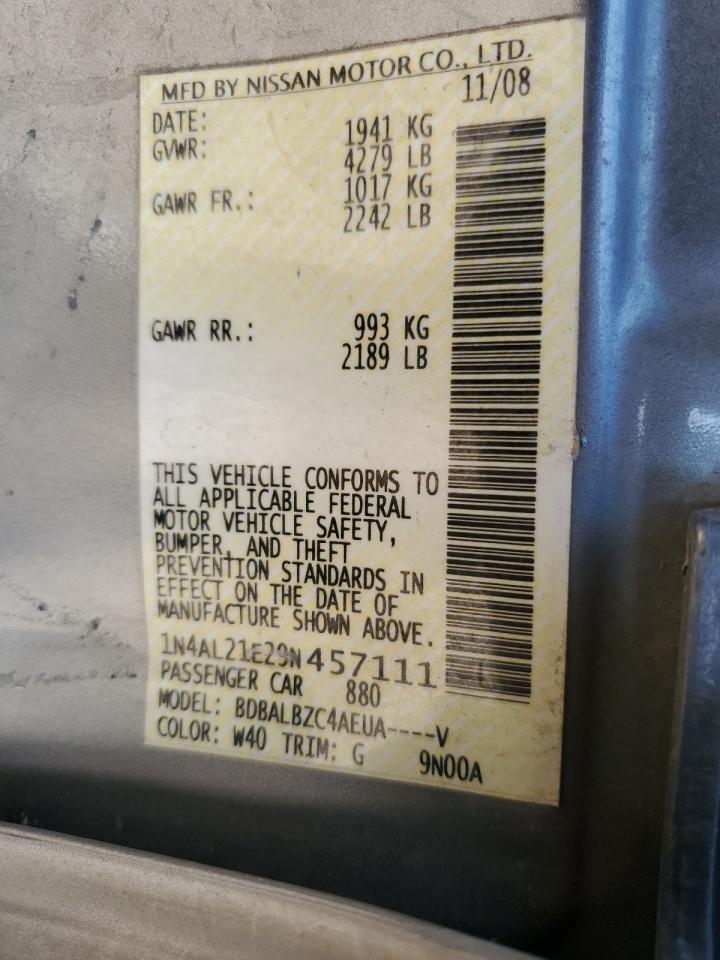 MFD BY NISSAN MOTOR CO., LTD.
DATE: 11/08
GVWR: 1941 KG
4279 LB
GAWR FR.: 1017 KG
2242 LB
GAWR RR.: 993 KG
2189 LB
THIS VEHICLE CONFORMS TO
ALL APPLICABLE FEDERAL
MOTOR VEHICLE SAFETY,
BUMPER, AND THEFT
PREVENTION STANDARDS IN
EFFECT ON THE DATE OF
MANUFACTURE SHOWN ABOVE.
1N4AL21E29N457111
PASSENGER CAR 880
MODEL: BDBALBZC4AEUA----V
COLOR: W40 TRIM: G 9N00A